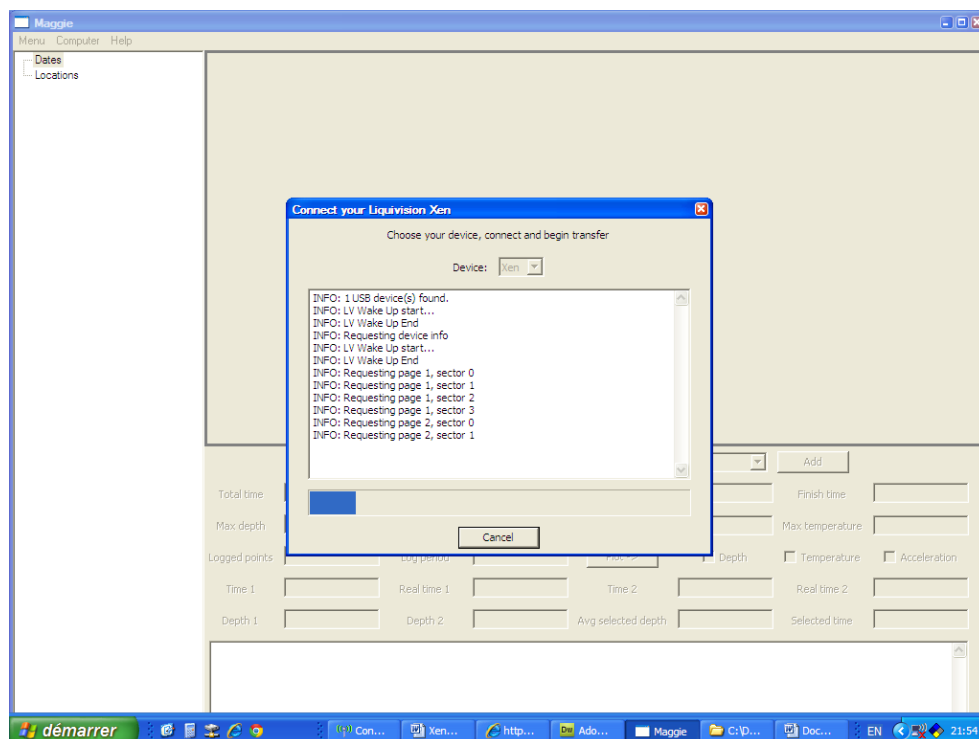 Maggie
Menu Computer Help
Dates
Locations
Connect your Liquivision Xen
Choose your device, connect and begin transfer
Device: Xen
INFO: 1 USB device(s) found.
INFO: LV Wake Up start...
INFO: LV Wake Up End
INFO: Requesting device info
INFO: LV Wake Up start...
INFO: LV Wake Up End
INFO: Requesting page 1, sector 0
INFO: Requesting page 1, sector 1
INFO: Requesting page 1, sector 2
INFO: Requesting page 1, sector 3
INFO: Requesting page 2, sector 0
INFO: Requesting page 2, sector 1
Cancel
Add
Total time Finish time
Max depth Max temperature
Logged points Log period Plot -> Depth Temperature Acceleration
Time 1 Real time 1 Time 2 Real time 2
Depth 1 Depth 2 Avg selected depth Selected time
démarrer Con... Xen... http... Ado... Maggie C:\D... Doc... EN 21:54